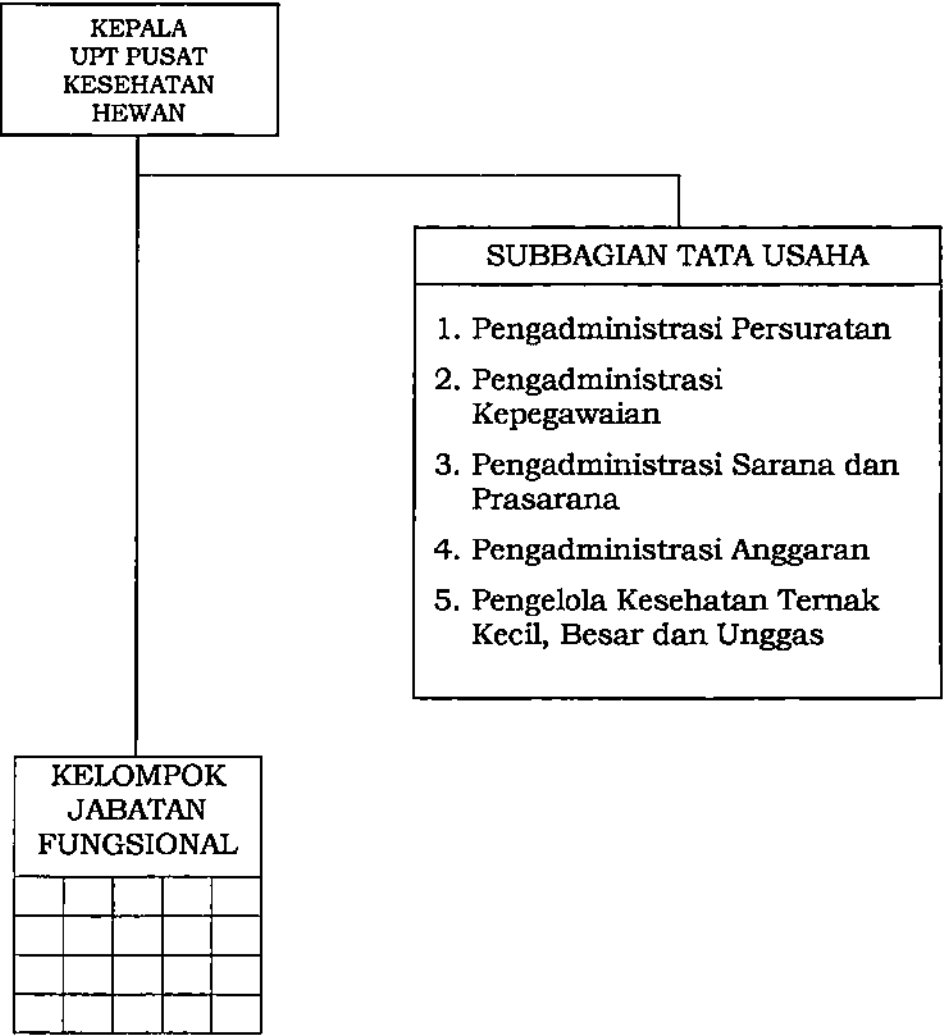 KEPALA
UPT PUSAT
KESEHATAN
HEWAN
SUBBAGIAN TATA USAHA
1. Pengadministrasi Persuratan
2. Pengadministrasi
Kepegawaian
3. Pengadministrasi Sarana dan
Prasarana
4. Pengadministrasi Anggaran
5. Pengelola Kesehatan Ternak
Kecil, Besar dan Unggas
KELOMPOK
JABATAN
FUNGSIONAL